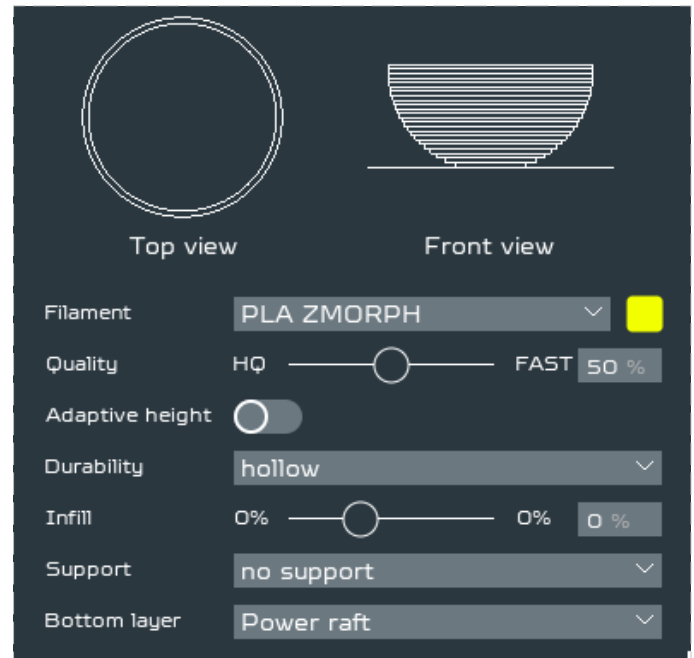 Top view Front view
Filament PLA ZMORPH
Quality HQ FAST 50 %
Adaptive height
Durability hollow
Infill 0% 0% 0 %
Support no support
Bottom layer Power raft